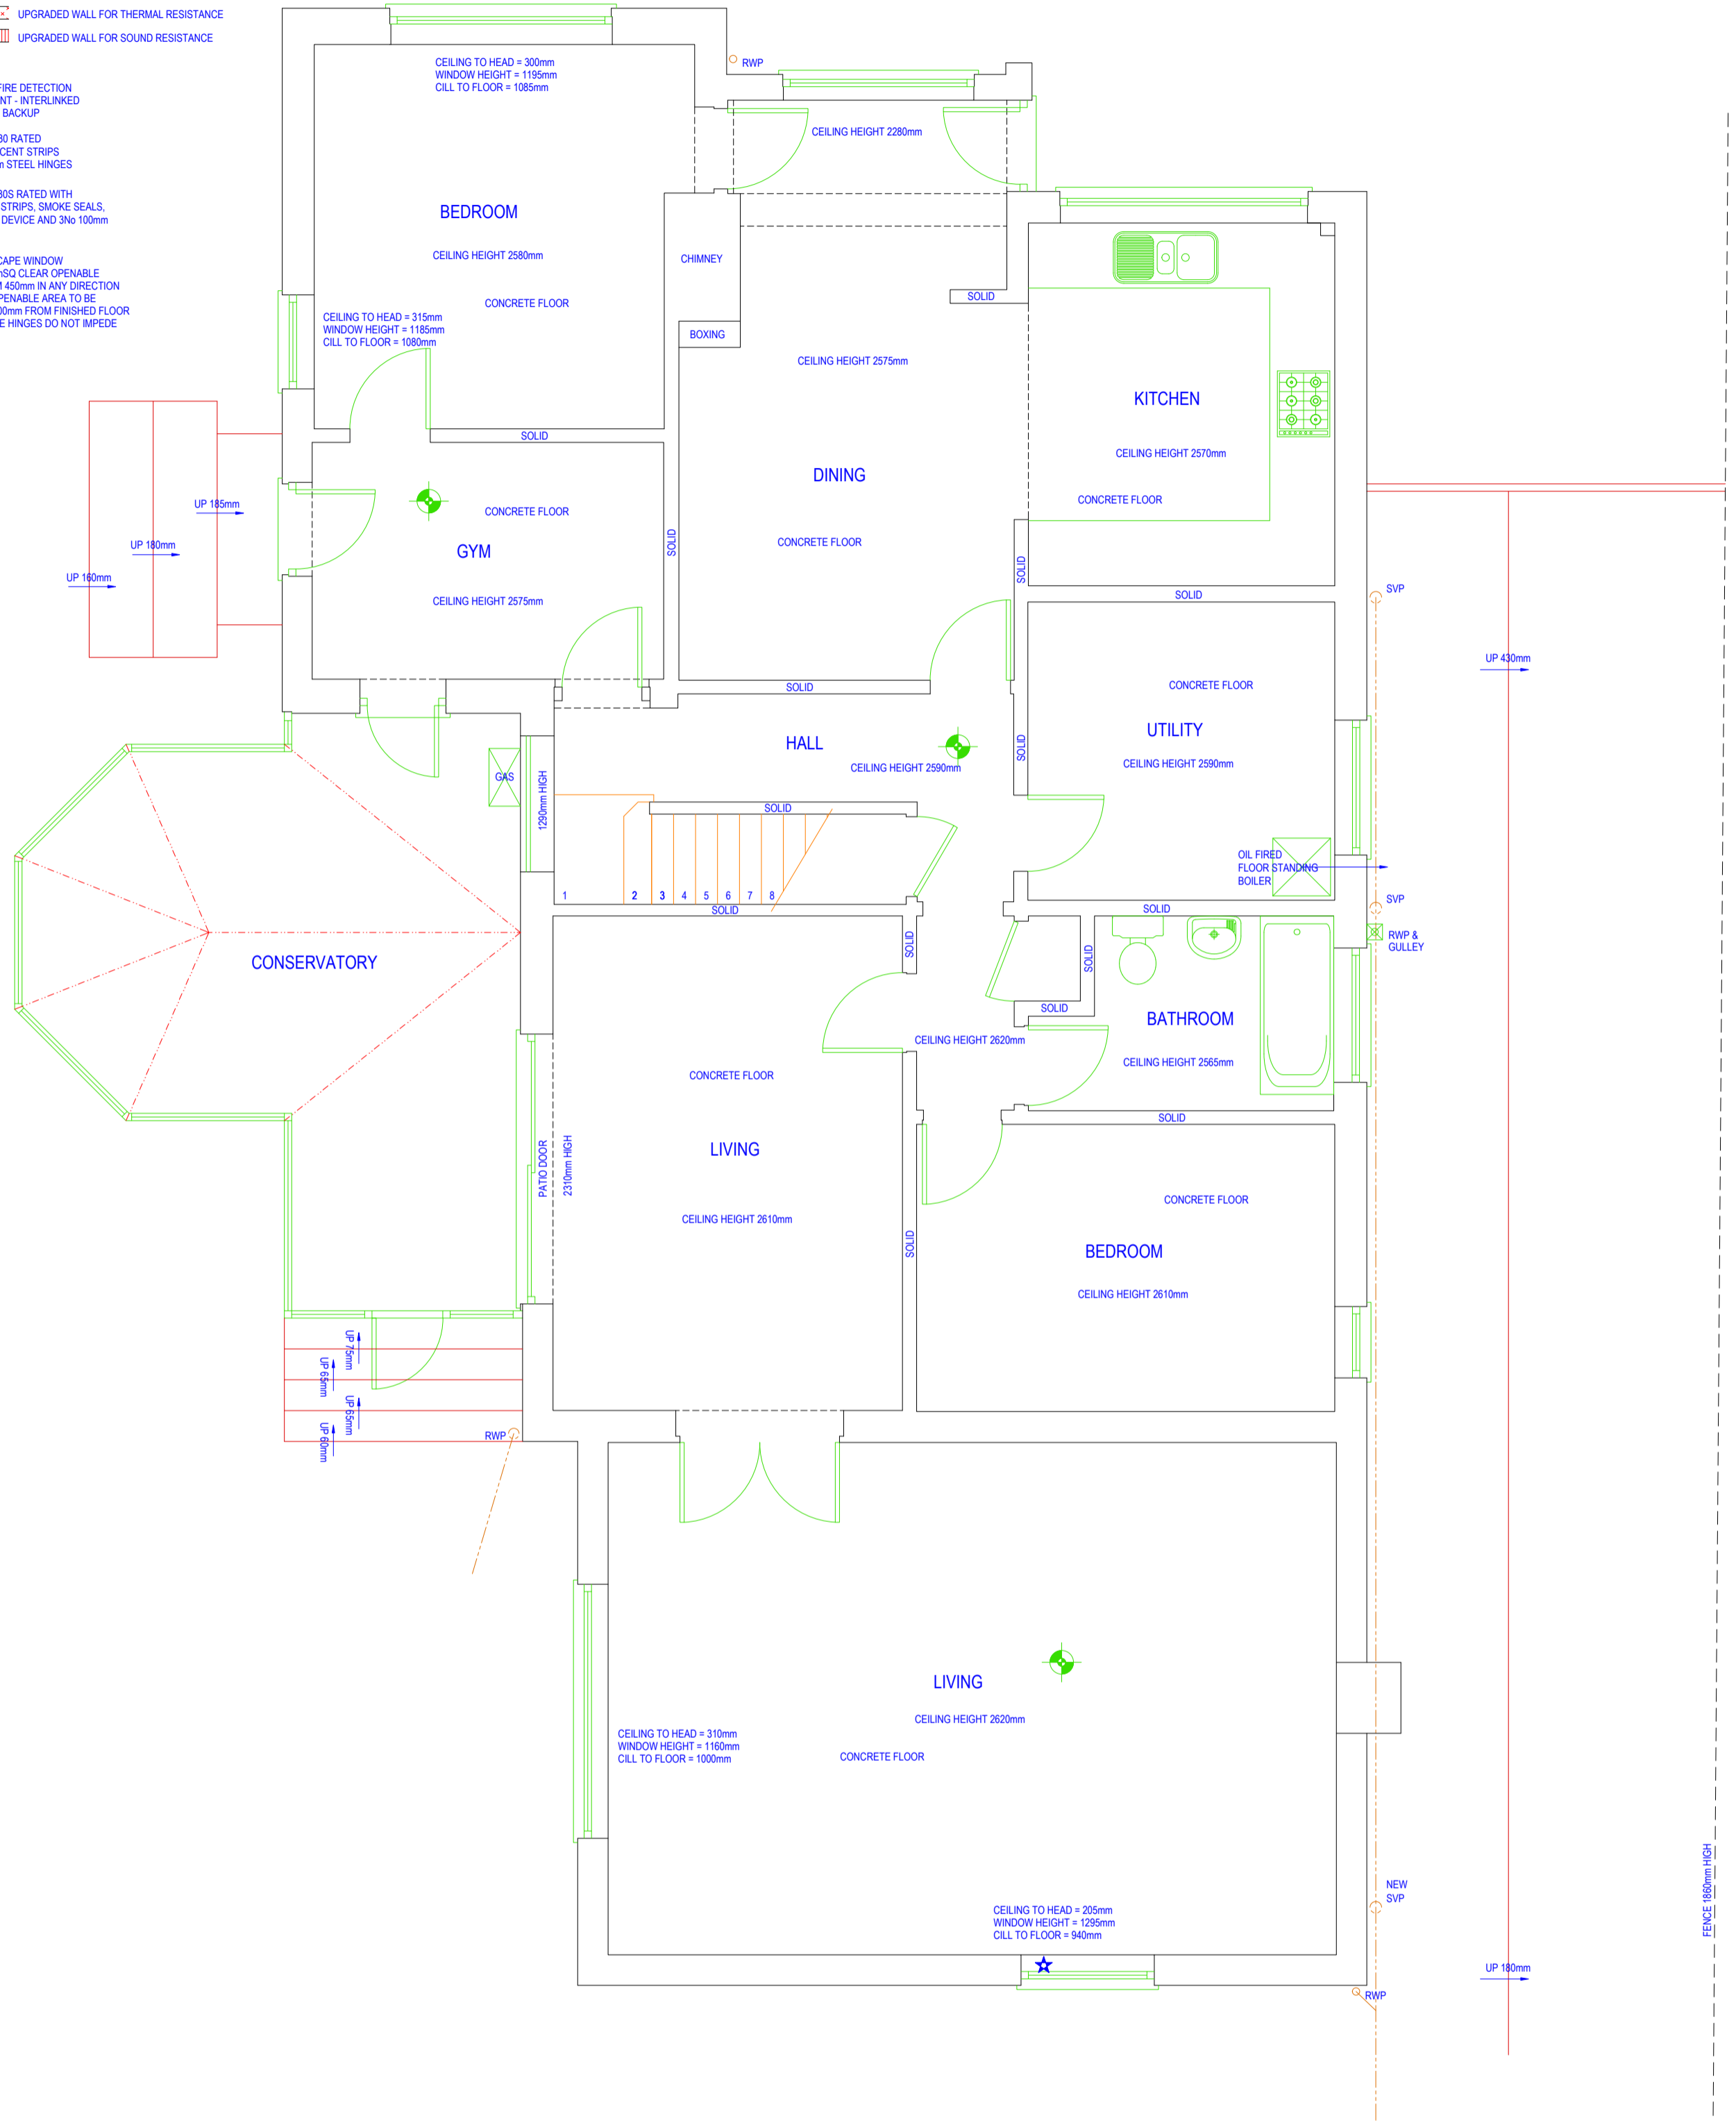 UPGRADED WALL FOR THERMAL RESISTANCE
UPGRADED WALL FOR SOUND RESISTANCE
FIRE DETECTION
NT - INTERLINKED
BACKUP
30 RATED
CENT STRIPS
STEEL HINGES
30S RATED WITH
STRIPS, SMOKE SEALS,
DEVICE AND 3No 100mm
CAPE WINDOW
mSQ CLEAR OPENABLE
450mm IN ANY DIRECTION
PENABLE AREA TO BE
00mm FROM FINISHED FLOOR
E HINGES DO NOT IMPEDE
CEILING TO HEAD = 300mm
WINDOW HEIGHT = 1195mm
CILL TO FLOOR = 1085mm
RWP
CEILING HEIGHT 2280mm
BEDROOM
CEILING HEIGHT 2580mm
CONCRETE FLOOR
CEILING TO HEAD = 315mm
WINDOW HEIGHT = 1185mm
CILL TO FLOOR = 1080mm
CHIMNEY
BOXING
SOLID
CEILING HEIGHT 2575mm
KITCHEN
CEILING HEIGHT 2570mm
CONCRETE FLOOR
SOLID
DINING
CONCRETE FLOOR
UP 185mm
UP 180mm
UP 160mm
CONCRETE FLOOR
GYM
CEILING HEIGHT 2575mm
SOLID
SOLID
SOLID
SVP
UP 430mm
SOLID
CONCRETE FLOOR
UTILITY
CEILING HEIGHT 2590mm
SOLID
HALL
CEILING HEIGHT 2590mm
GAS
1290mm HIGH
SOLID
OIL FIRED
FLOOR STANDING
BOILER
1 2 3 4 5 6 7 8
SOLID
SOLID
SVP
RWP &
GULLEY
SOLID
SOLID
CONSERVATORY
SOLID
BATHROOM
CEILING HEIGHT 2620mm
CEILING HEIGHT 2565mm
CONCRETE FLOOR
SOLID
LIVING
PATIO DOOR
2310mm HIGH
CEILING HEIGHT 2610mm
CONCRETE FLOOR
SOLID
BEDROOM
CEILING HEIGHT 2610mm
UP 75mm
UP 65mm
UP 65mm
UP 60mm
RWP
LIVING
CEILING HEIGHT 2620mm
CEILING TO HEAD = 310mm
WINDOW HEIGHT = 1160mm
CILL TO FLOOR = 1000mm
CONCRETE FLOOR
FENCE 1860mm HIGH
NEW
SVP
CEILING TO HEAD = 205mm
WINDOW HEIGHT = 1295mm
CILL TO FLOOR = 940mm
UP 180mm
RWP